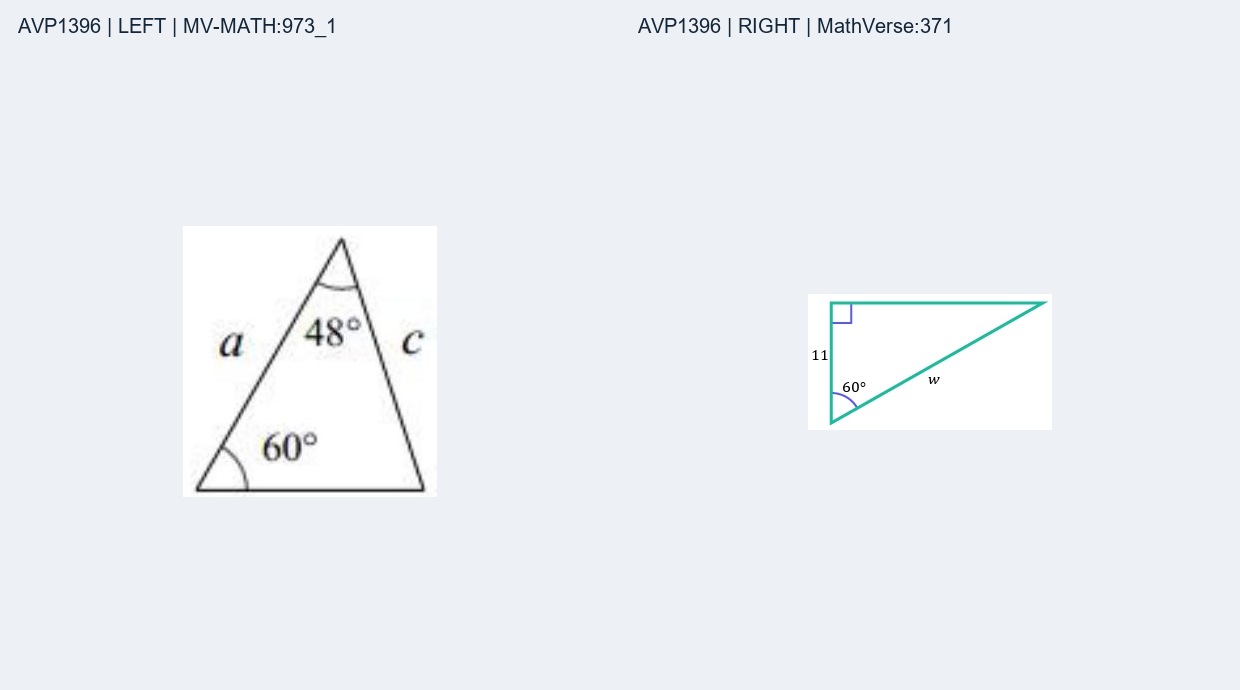 AVP1396 | LEFT | MV-MATH:973_1
AVP1396 | RIGHT | MathVerse:371
a
48°
c
60°
11
60°
w